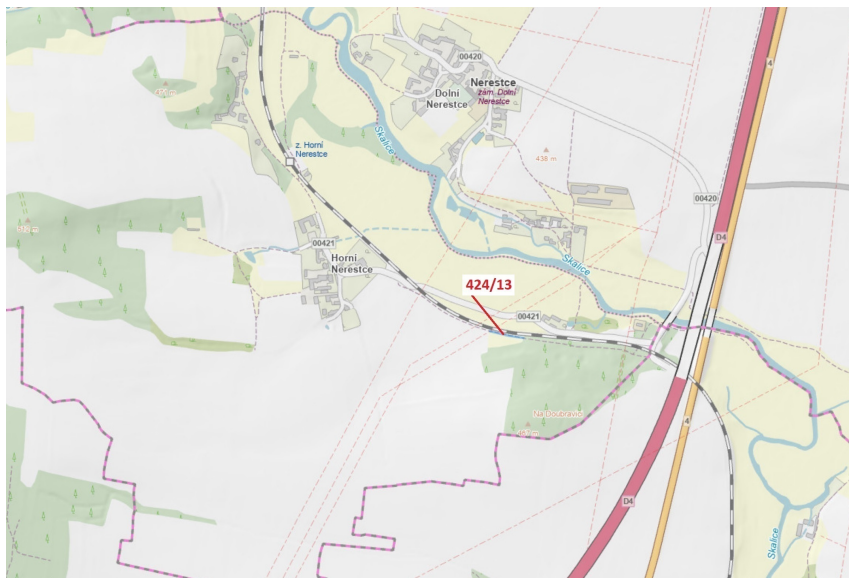 4
00420
Nerestce
zám. Dolní
Nerestce
Dolní
Nerestce
Skalice
z. Horní
Nerestce
438 m
00420
00421
Horní
Nerestce
Skalice
D4
424/13
00421
Na Doubravici
4
D4
Skalice